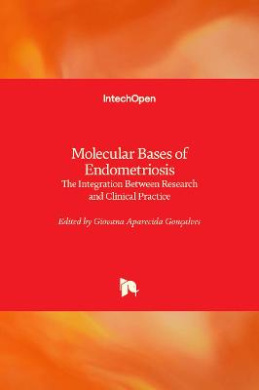 IntechOpen
Molecular Bases of
Endometriosis
The Integration Between Research
and Clinical Practice
Edited by Giovana Aparecida Gonçalves